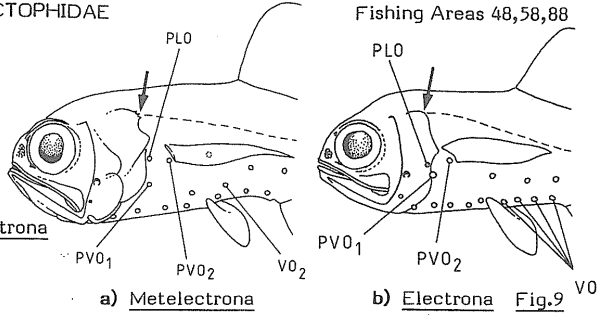 CTOPHIDAE
Fishing Areas 48,58,88
PLO
PLO
trona
PVO1
PVO2
VO2
PVO1
PVO2
VO
a) Metelectrona
b) Electrona Fig.9